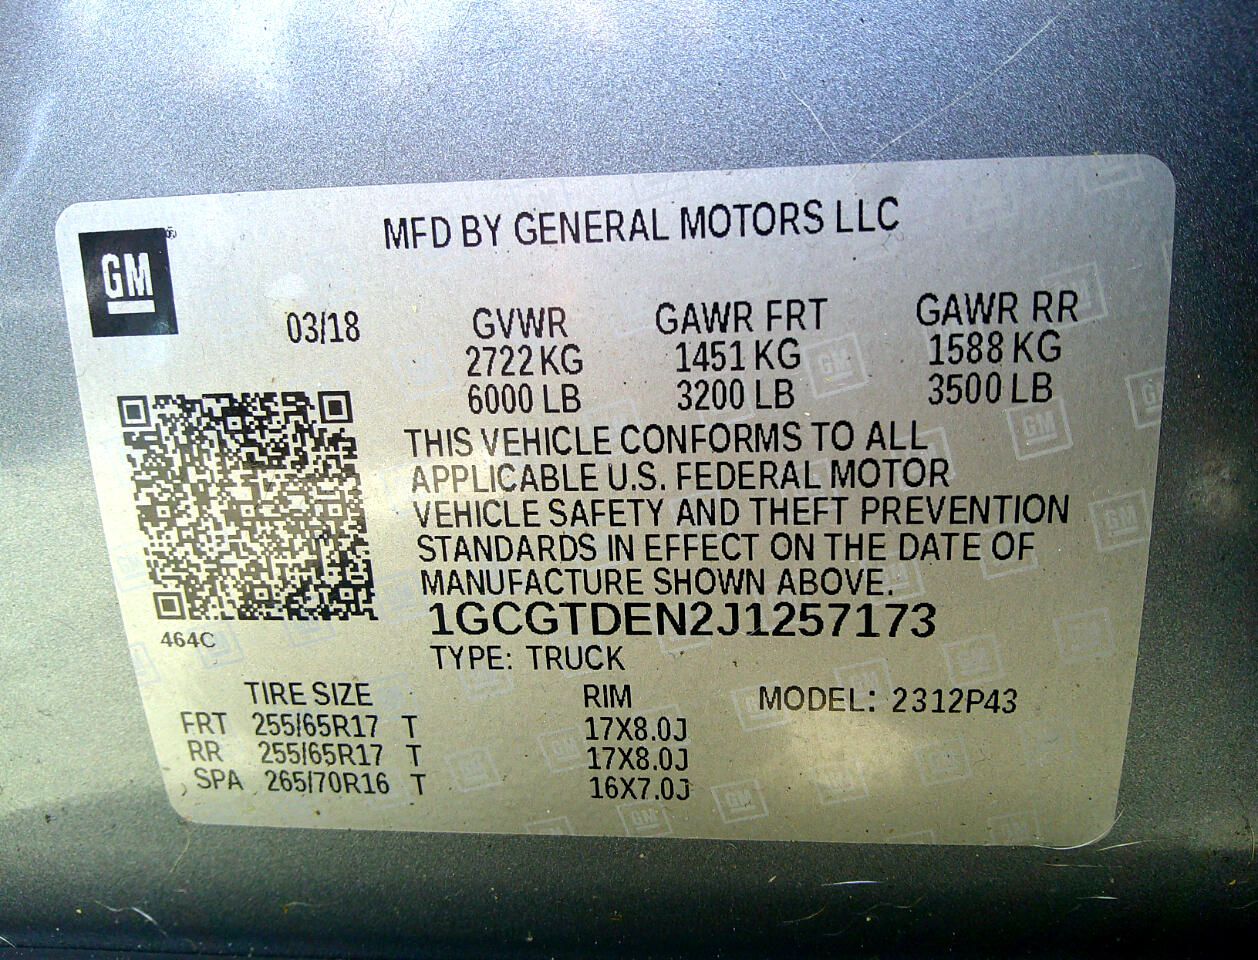 MFD BY GENERAL MOTORS LLC
GM®
03/18 GVWR GAWR FRT GAWR RR
2722 KG 1451 KG 1588 KG
6000 LB 3200 LB 3500 LB
THIS VEHICLE CONFORMS TO ALL
APPLICABLE U.S. FEDERAL MOTOR
VEHICLE SAFETY AND THEFT PREVENTION
STANDARDS IN EFFECT ON THE DATE OF
MANUFACTURE SHOWN ABOVE.
1GCGTDEN2J1257173
464C
TYPE: TRUCK
TIRE SIZE RIM MODEL: 2312P43
FRT 255/65R17 T 17X8.0J
RR 255/65R17 T 17X8.0J
SPA 265/70R16 T 16X7.0J